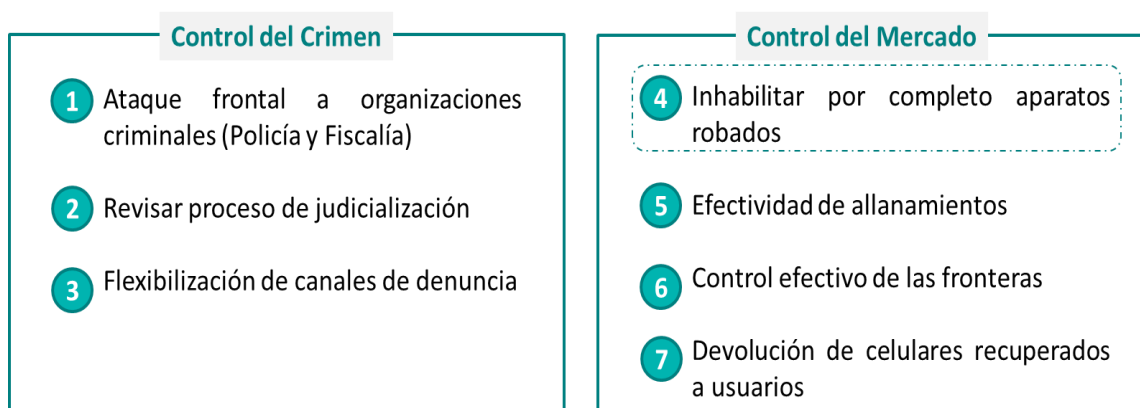 Control del Crimen
1 Ataque frontal a organizaciones
criminales (Policía y Fiscalía)
2 Revisar proceso de judicialización
3 Flexibilización de canales de denuncia
Control del Mercado
4 Inhabilitar por completo aparatos
robados
5 Efectividad de allanamientos
6 Control efectivo de las fronteras
7 Devolución de celulares recuperados
a usuarios